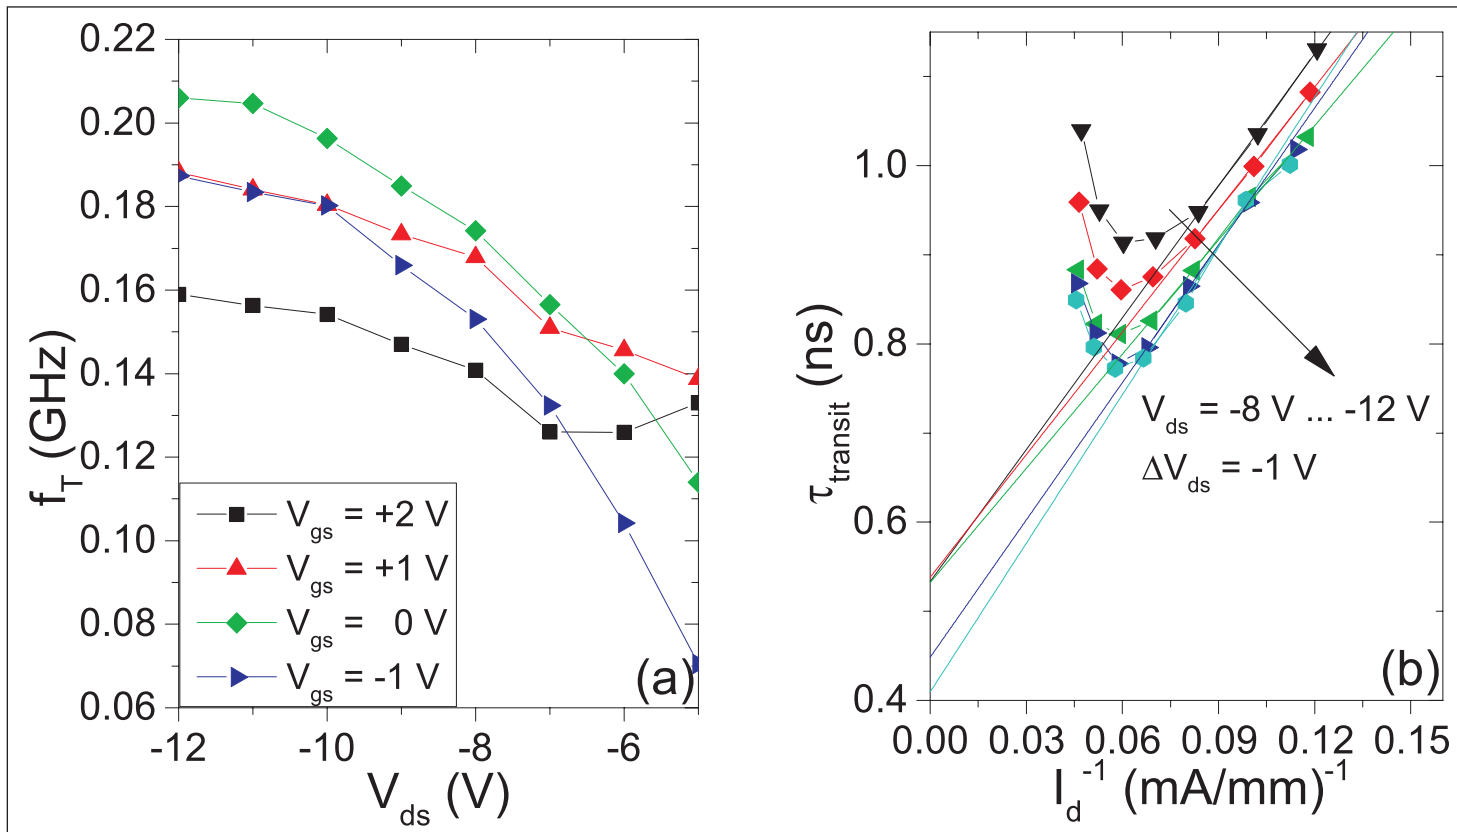 0.22
0.20
0.18
0.16
0.14
0.12
0.10
0.08
0.06
f_T (GHz)
V_gs = +2 V
V_gs = +1 V
V_gs = 0 V
V_gs = -1 V
(a)
-12
-10
-8
-6
V_ds (V)
1.0
0.8
0.6
0.4
τ_transit (ns)
V_ds = -8 V ... -12 V
ΔV_ds = -1 V
(b)
0.00
0.03
0.06
0.09
0.12
0.15
I_d^-1 (mA/mm)^-1